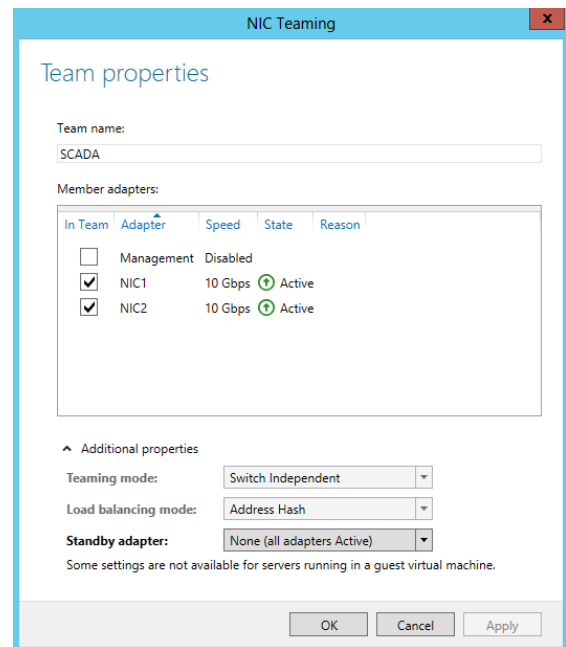 NIC Teaming
x
Team properties
Team name:
SCADA
Member adapters:
In Team Adapter Speed State Reason
Management Disabled
NIC1 10 Gbps Active
NIC2 10 Gbps Active
Additional properties
Teaming mode: Switch Independent
Load balancing mode: Address Hash
Standby adapter: None (all adapters Active)
Some settings are not available for servers running in a guest virtual machine.
OK Cancel Apply